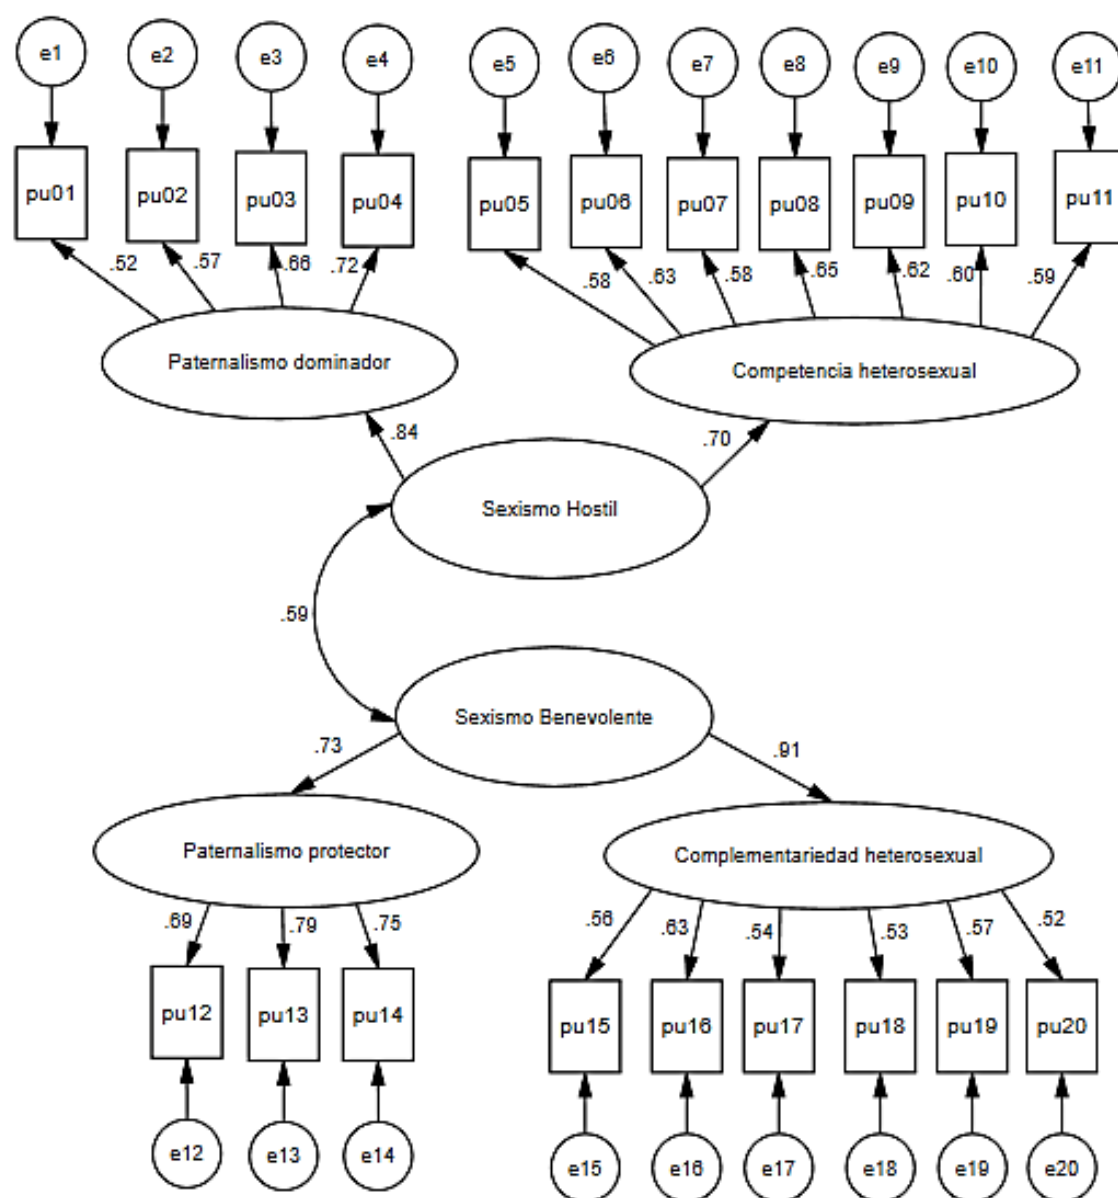 e1 e2 e3 e4 e5 e6 e7 e8 e9 e10 e11
pu01 pu02 pu03 pu04 pu05 pu06 pu07 pu08 pu09 pu10 pu11
.52 .57 .66 .72 .58 .63 .58 .65 .62 .60 .59
Paternalismo dominador
Competencia heterosexual
.84 .70
Sexismo Hostil
.59
Sexismo Benevolente
.73 .91
Paternalismo protector
Complementariedad heterosexual
.69 .79 .75 .56 .63 .54 .53 .57 .52
pu12 pu13 pu14 pu15 pu16 pu17 pu18 pu19 pu20
e12 e13 e14 e15 e16 e17 e18 e19 e20